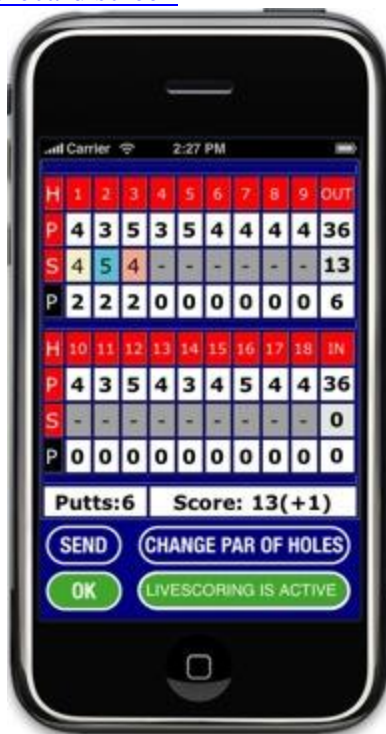 Carrier 2:27 PM
H 1 2 3 4 5 6 7 8 9 OUT
P 4 3 5 3 5 4 4 4 4 36
S 4 5 4 - - - - - - 13
P 2 2 2 0 0 0 0 0 0 6
H 10 11 12 13 14 15 16 17 18 IN
P 4 3 5 4 3 4 5 4 4 36
S - - - - - - - - - 0
P 0 0 0 0 0 0 0 0 0 0
Putts:6 Score: 13(+1)
SEND CHANGE PAR OF HOLES
OK LIVESCORING IS ACTIVE